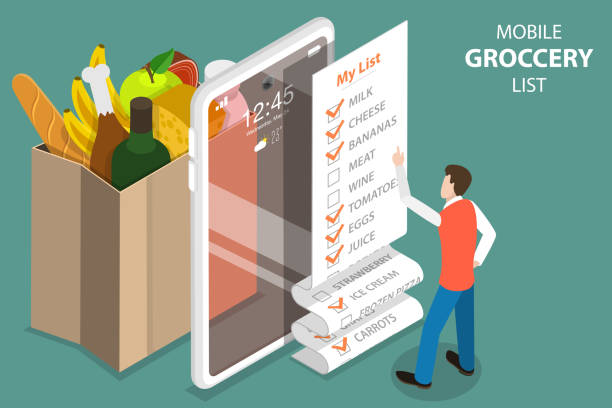 MOBILE
GROCCERY
LIST
12:45
23°
My List
MILK
CHEESE
BANANAS
MEAT
WINE
TOMATOES
EGGS
JUICE
STRAWBERRY
ICE CREAM
FROZEN PIZZA
CARROTS